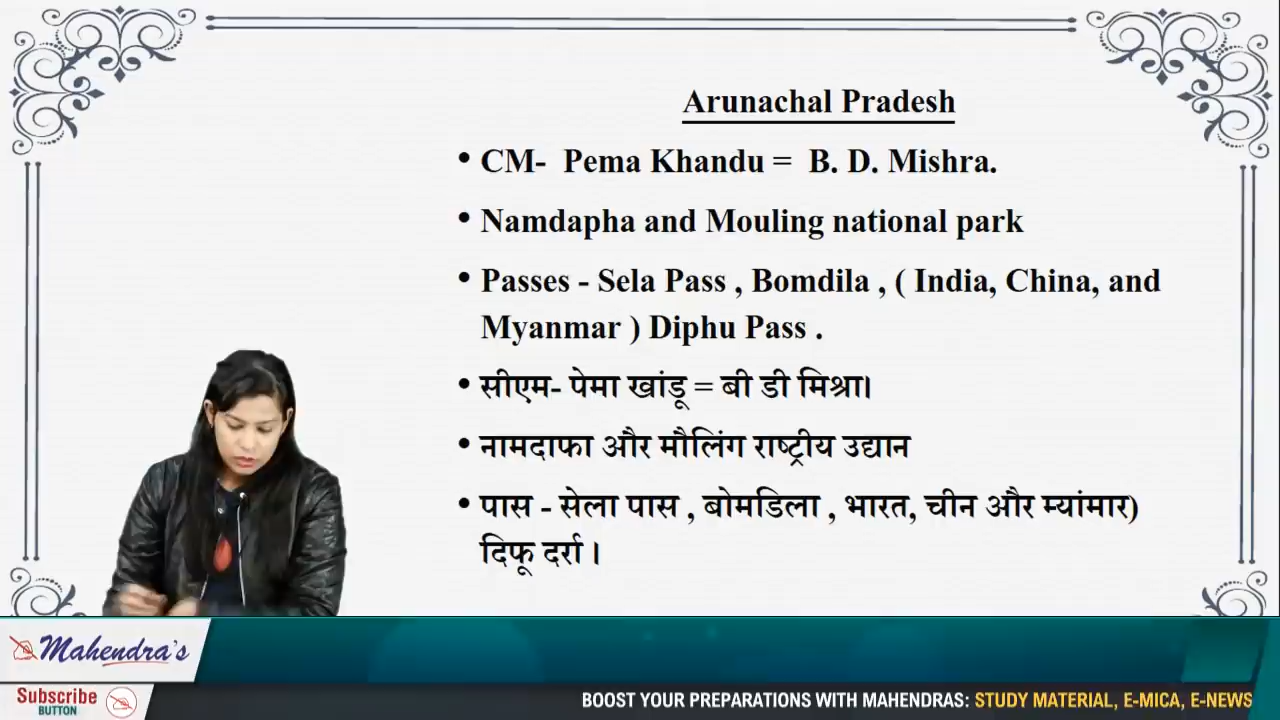 Arunachal Pradesh
• CM- Pema Khandu = B. D. Mishra.
• Namdapha and Mouling national park
• Passes - Sela Pass , Bomdila , ( India, China, and
Myanmar ) Diphu Pass .
• सीएम- पेमा खांडू = बी डी मिश्रा।
• नामदाफा और मौलिंग राष्ट्रीय उद्यान
• पास - सेला पास , बोमडिला , भारत, चीन और म्यांमार)
दिफू दर्रा ।
Mahendra's
Subscribe
BUTTON
BOOST YOUR PREPARATIONS WITH MAHENDRAS: STUDY MATERIAL, E-MICA, E-NEWS